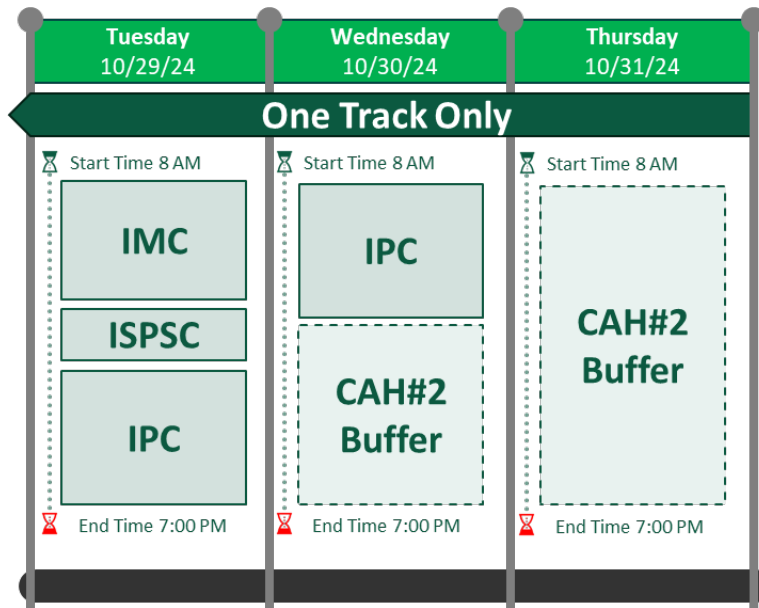 Tuesday
10/29/24
Wednesday
10/30/24
Thursday
10/31/24
One Track Only
Start Time 8 AM
IMC
ISPSC
IPC
End Time 7:00 PM
Start Time 8 AM
IPC
CAH#2
Buffer
End Time 7:00 PM
Start Time 8 AM
CAH#2
Buffer
End Time 7:00 PM